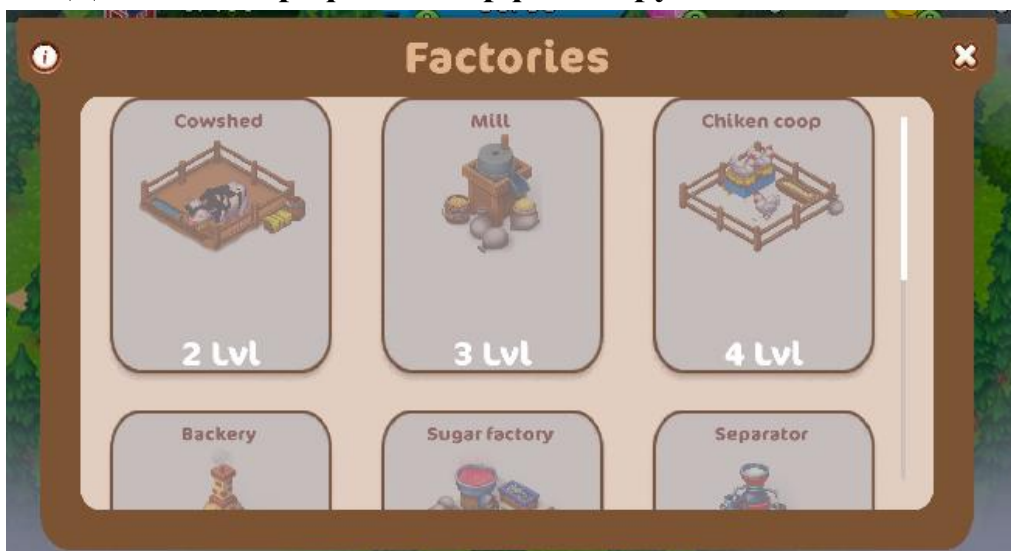 Factories
Cowshed
Mill
Chiken coop
2 Lvl
3 Lvl
4 Lvl
Backery
Sugar factory
Separator